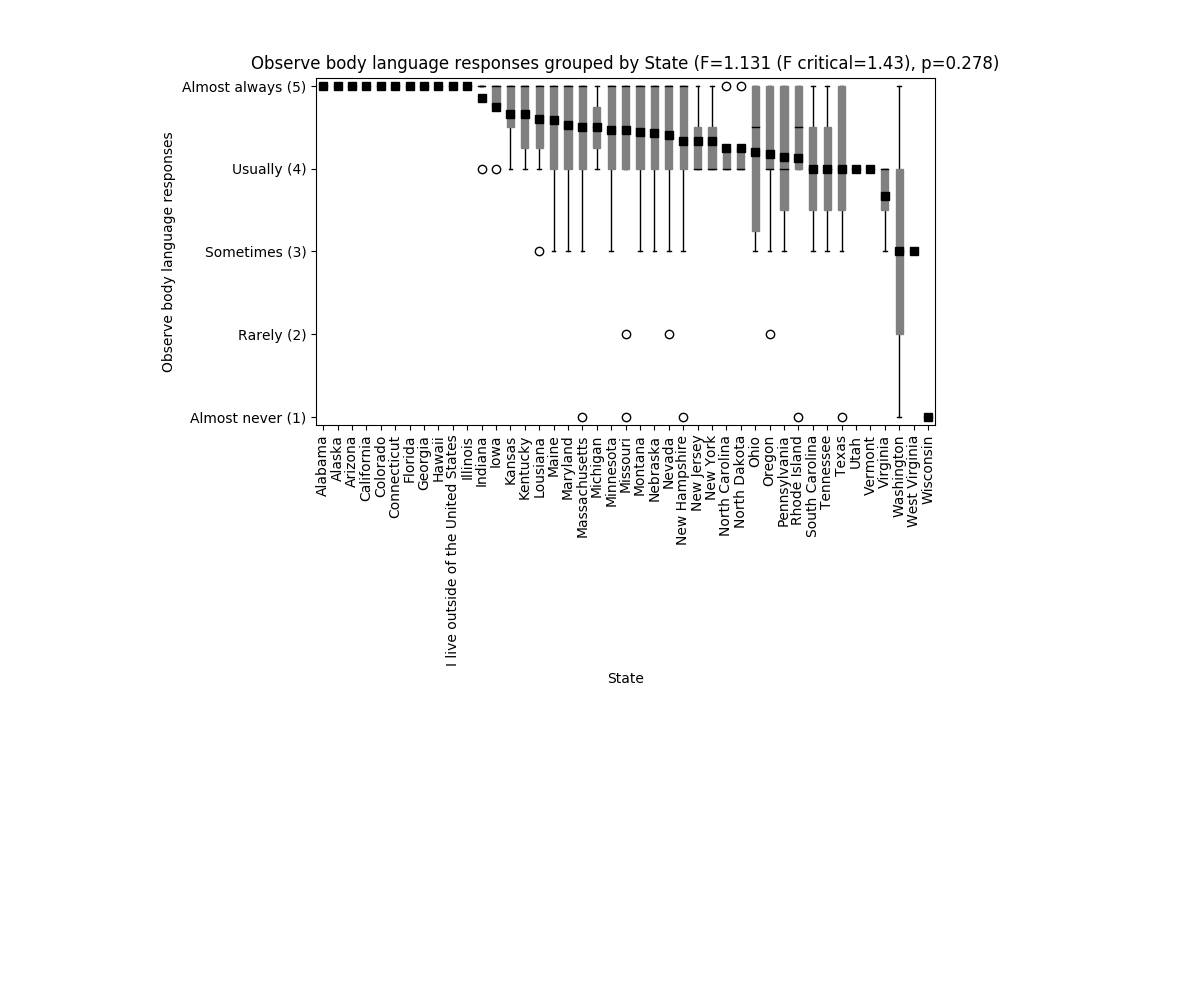 Observe body language responses grouped by State (F=1.131 (F critical=1.43), p=0.278)
Observe body language responses
Almost always (5)
Usually (4)
Sometimes (3)
Rarely (2)
Almost never (1)
Alabama
Alaska
Arizona
California
Colorado
Connecticut
Florida
Georgia
Hawaii
I live outside of the United States
Illinois
Indiana
Iowa
Kansas
Kentucky
Lousiana
Maine
Maryland
Massachusetts
Michigan
Minnesota
Missouri
Montana
Nebraska
Nevada
New Hampshire
New Jersey
New York
North Carolina
North Dakota
Ohio
Oregon
Pennsylvania
Rhode Island
South Carolina
Tennessee
Texas
Utah
Vermont
Virginia
Washington
West Virginia
Wisconsin
State